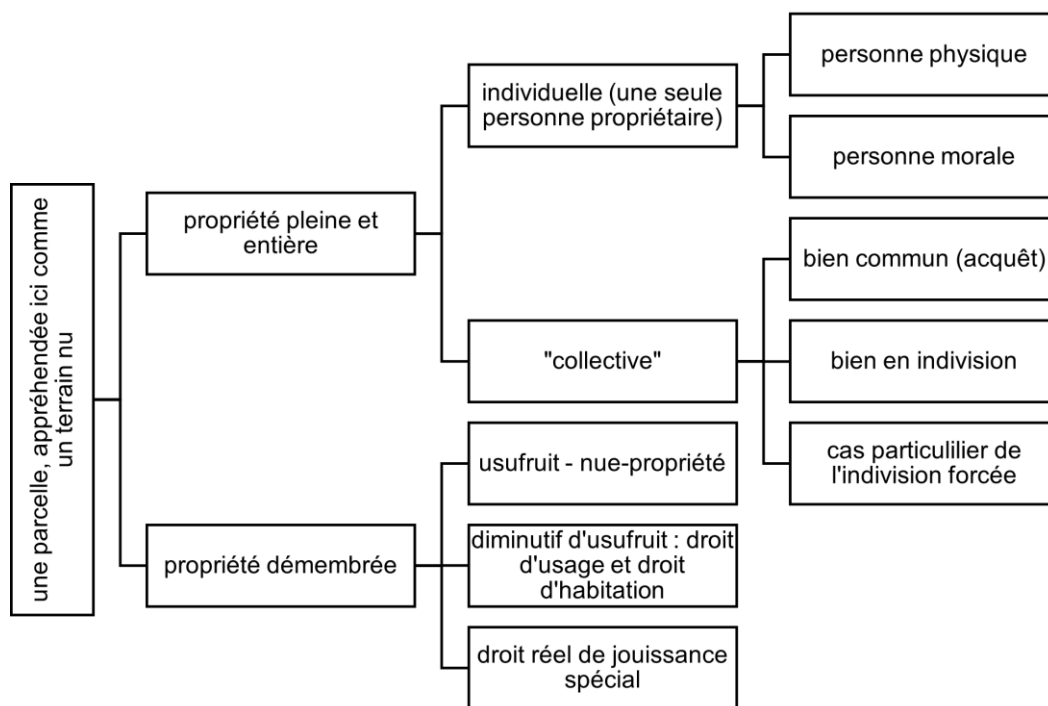 une parcelle, appréhendée ici comme
un terrain nu
propriété pleine et
entière
individuelle (une seule
personne propriétaire)
personne physique
personne morale
"collective"
bien commun (acquêt)
bien en indivision
cas particulilier de
l'indivision forcée
propriété démembrée
usufruit - nue-propriété
diminutif d'usufruit : droit
d'usage et droit
d'habitation
droit réel de jouissance
spécial